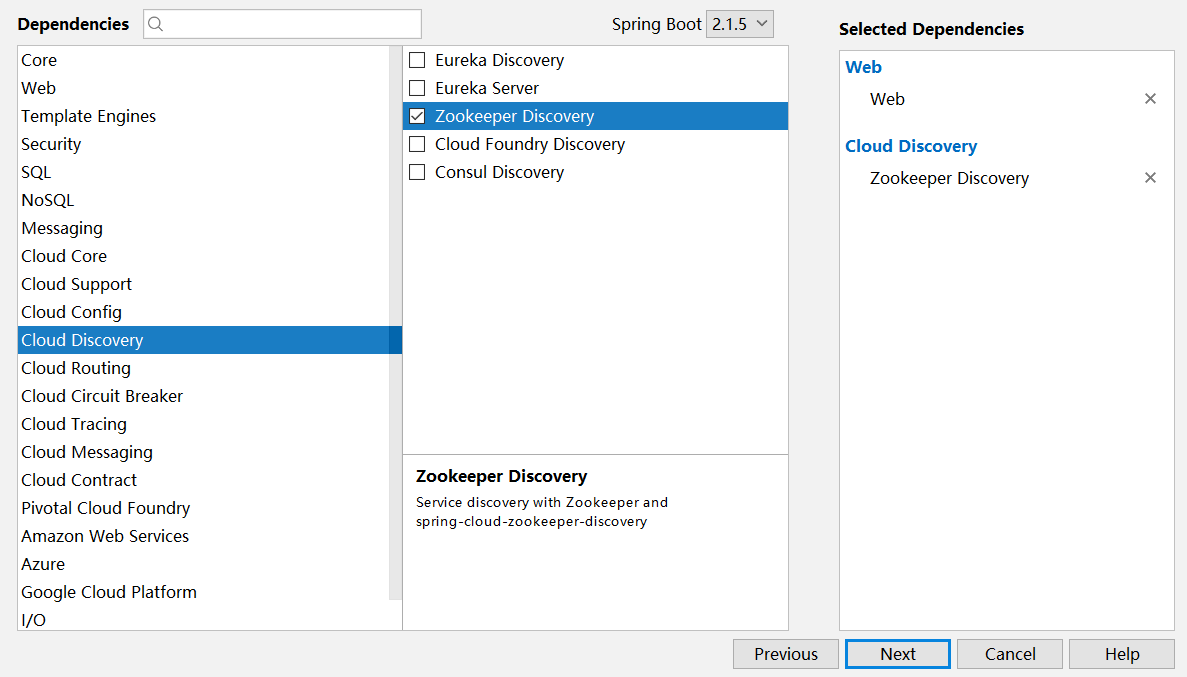 Dependencies
Spring Boot 2.1.5
Core
Web
Template Engines
Security
SQL
NoSQL
Messaging
Cloud Core
Cloud Support
Cloud Config
Cloud Discovery
Cloud Routing
Cloud Circuit Breaker
Cloud Tracing
Cloud Messaging
Cloud Contract
Pivotal Cloud Foundry
Amazon Web Services
Azure
Google Cloud Platform
I/O
Eureka Discovery
Eureka Server
Zookeeper Discovery
Cloud Foundry Discovery
Consul Discovery
Zookeeper Discovery
Service discovery with Zookeeper and
spring-cloud-zookeeper-discovery
Selected Dependencies
Web
Web
Cloud Discovery
Zookeeper Discovery
Previous
Next
Cancel
Help